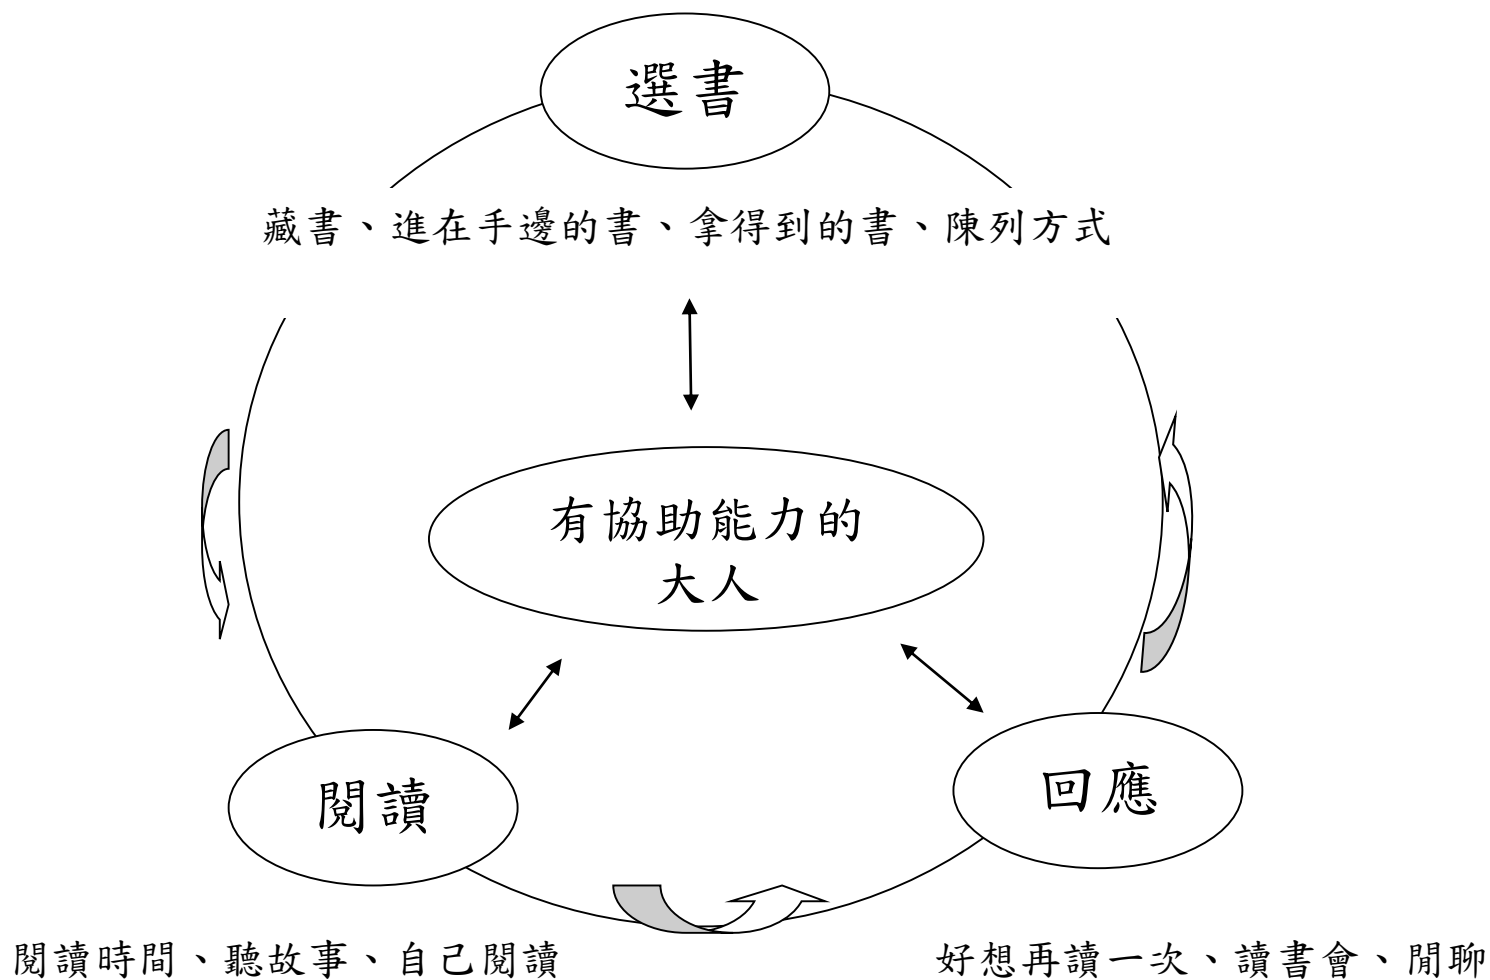 選書
藏書、進在手邊的書、拿得到的書、陳列方式
有協助能力的
大人
閱讀
回應
閱讀時間、聽故事、自己閱讀
好想再讀一次、讀書會、閒聊